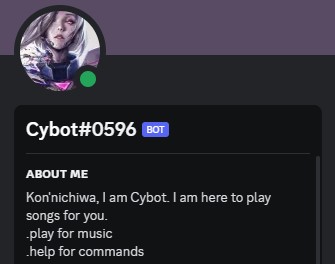 Cybot#0596 BOT
ABOUT ME
Kon'nichiwa, I am Cybot. I am here to play
songs for you.
.play for music
.help for commands